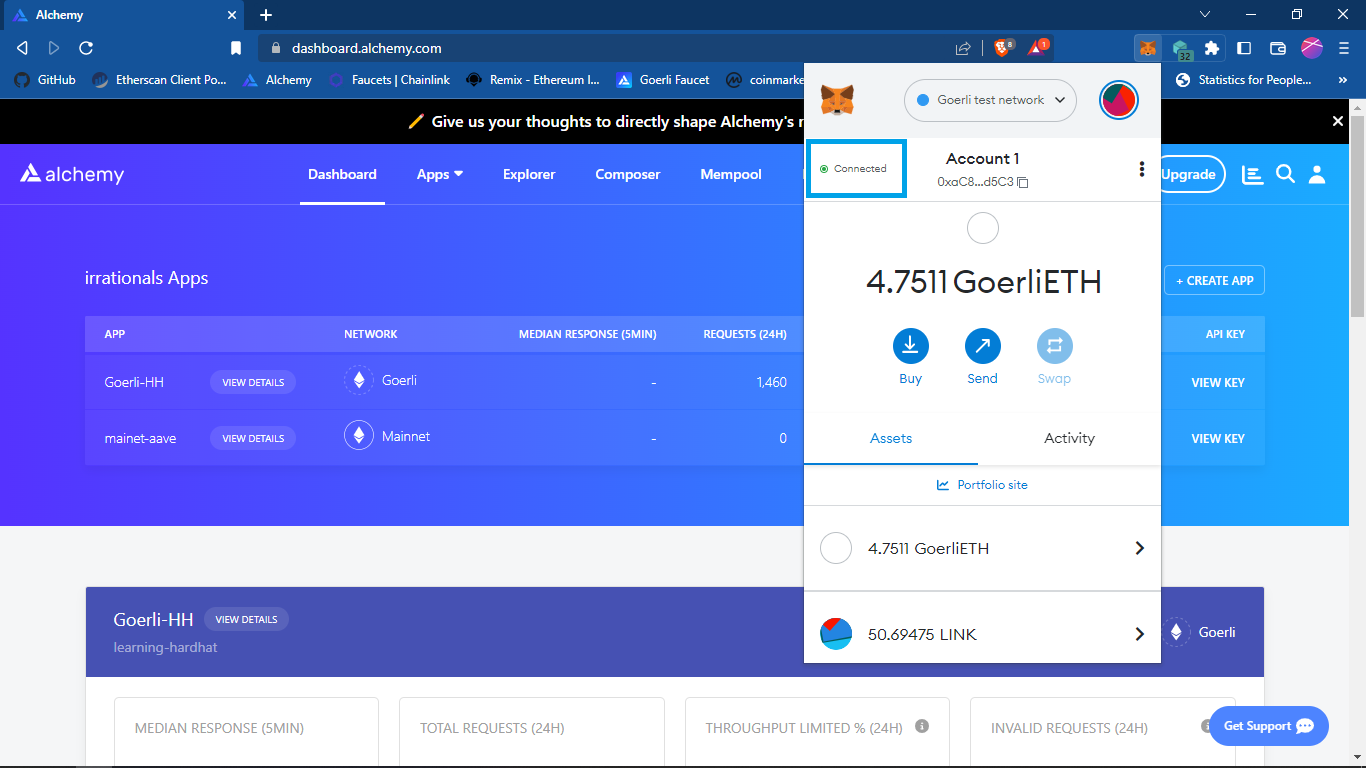 Alchemy
dashboard.alchemy.com
8
1
32
GitHub
Etherscan Client Po...
Alchemy
Faucets | Chainlink
Remix - Ethereum I...
Goerli Faucet
coinmarke
Statistics for People...
»
Give us your thoughts to directly shape Alchemy's
alchemy
Dashboard
Apps
Explorer
Composer
Mempool
Upgrade
Goerli test network
Connected
Account 1
0xaC8...d5C3
4.7511 GoerliETH
Buy
Send
Swap
Assets
Activity
Portfolio site
4.7511 GoerliETH
50.69475 LINK
irrationals Apps
+ CREATE APP
APP NETWORK MEDIAN RESPONSE (5MIN) REQUESTS (24H) API KEY
Goerli-HH VIEW DETAILS Goerli - 1,460 VIEW KEY
mainet-aave VIEW DETAILS Mainnet - 0 VIEW KEY
Goerli-HH VIEW DETAILS
Goerli
learning-hardhat
MEDIAN RESPONSE (5MIN)
TOTAL REQUESTS (24H)
THROUGHPUT LIMITED % (24H)
INVALID REQUESTS (24H)
Get Support